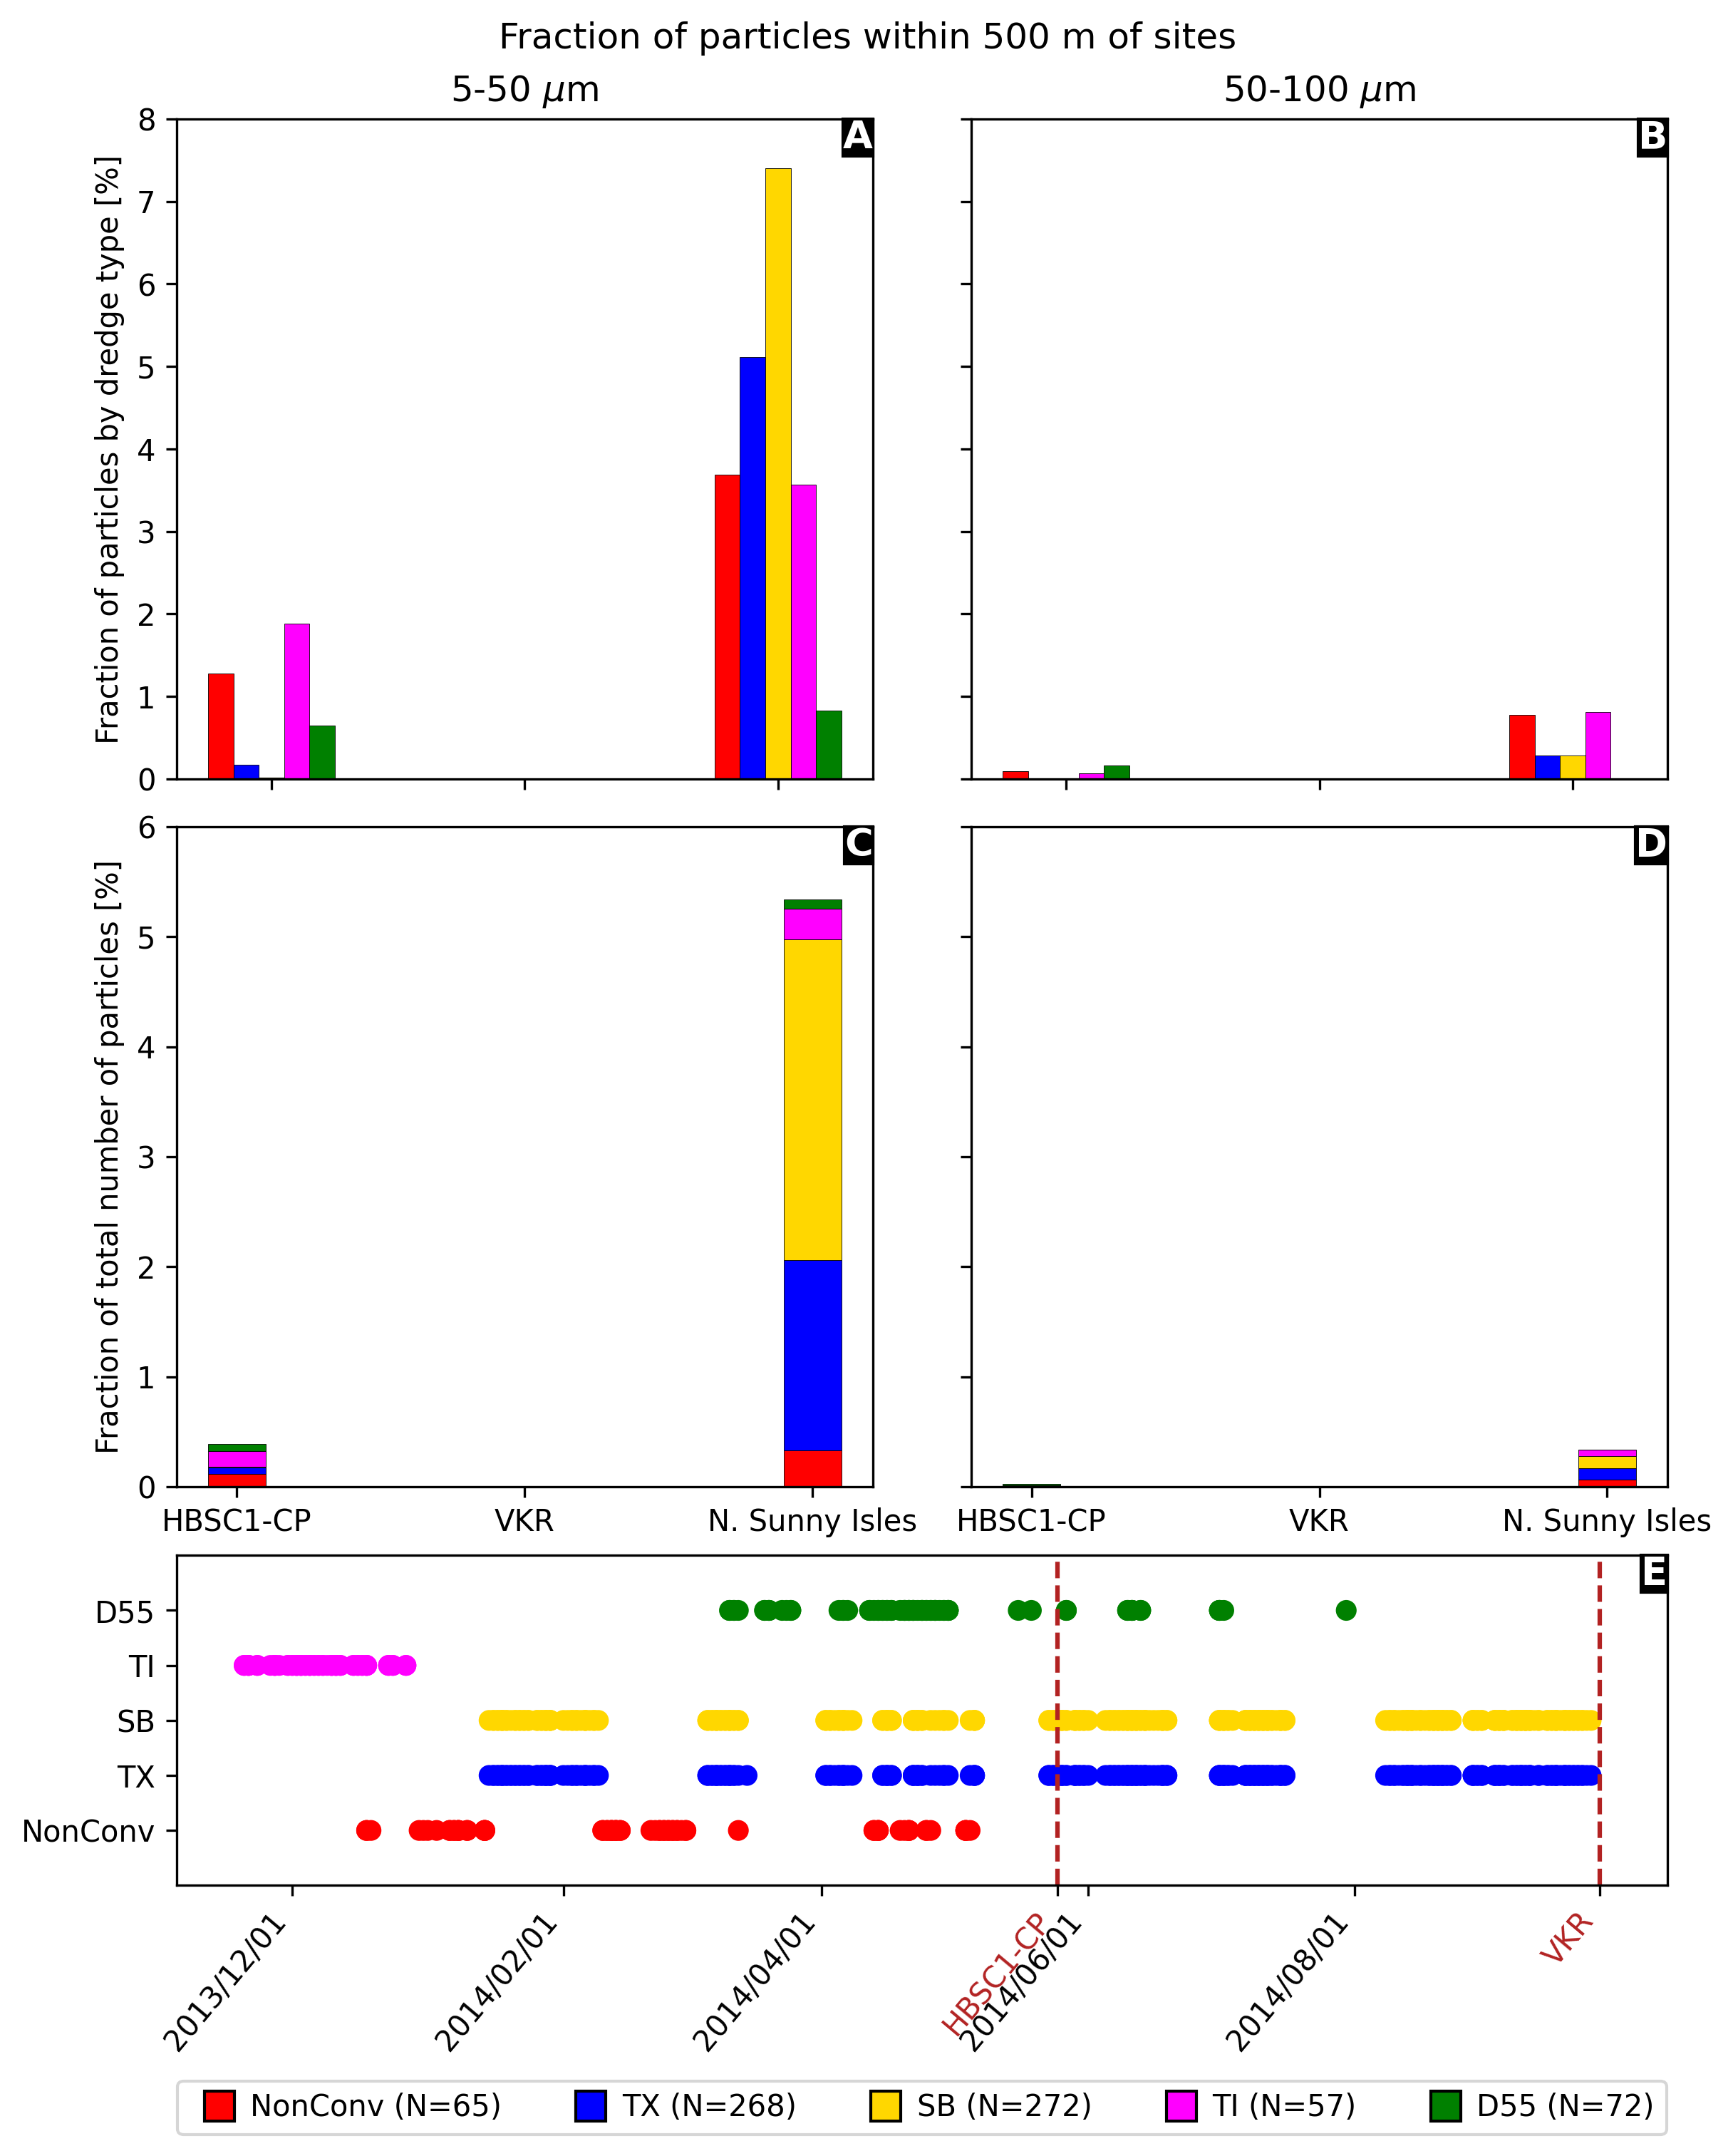 Fraction of particles within 500 m of sites
5-50 μm
50-100 μm
Fraction of particles by dredge type [%]
8
7
6
5
4
3
2
1
0
A
B
Fraction of total number of particles [%]
6
5
4
3
2
1
0
C
D
HBSC1-CP VKR N. Sunny Isles
HBSC1-CP VKR N. Sunny Isles
E
D55
TI
SB
TX
NonConv
2013/12/01 2014/02/01 2014/04/01 HBSC1-CP 2014/06/01 2014/08/01 VKR
NonConv (N=65) TX (N=268) SB (N=272) TI (N=57) D55 (N=72)